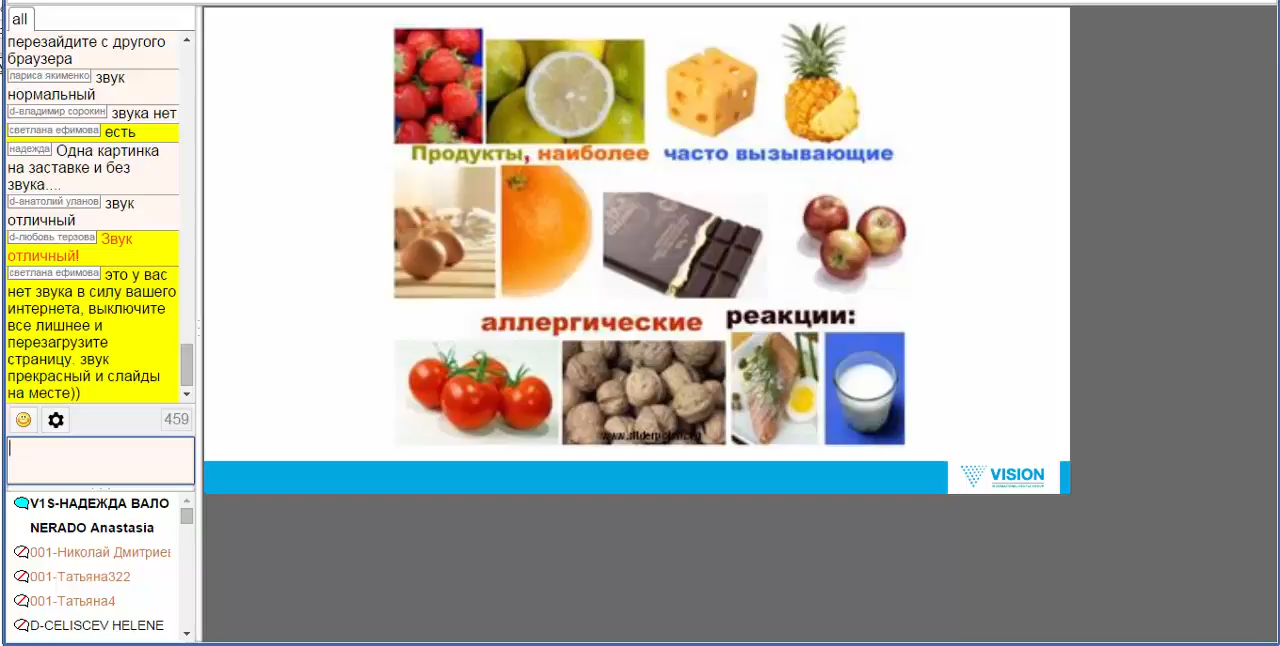 all
перезайдите с другого
браузера
лариса якименко звук
нормальный
d-владимир сорокин звука нет
светлана ефимова есть
надежда Одна картинка
на заставке и без
звука....
d-анатолий уланов звук
отличный
d-любовь терзова Звук
отличный!
светлана ефимова это у вас
нет звука в силу вашего
интернета, выключите
все лишнее и
перезагрузите
страницу. звук
прекрасный и слайды
на месте))
459
V1S-НАДЕЖДА ВАЛО
NERADO Anastasia
001-Николай Дмитриев
001-Татьяна322
001-Татьяна4
D-CELISCEV HELENE
Продукты, наиболее часто вызывающие
аллергические реакции:
VISION